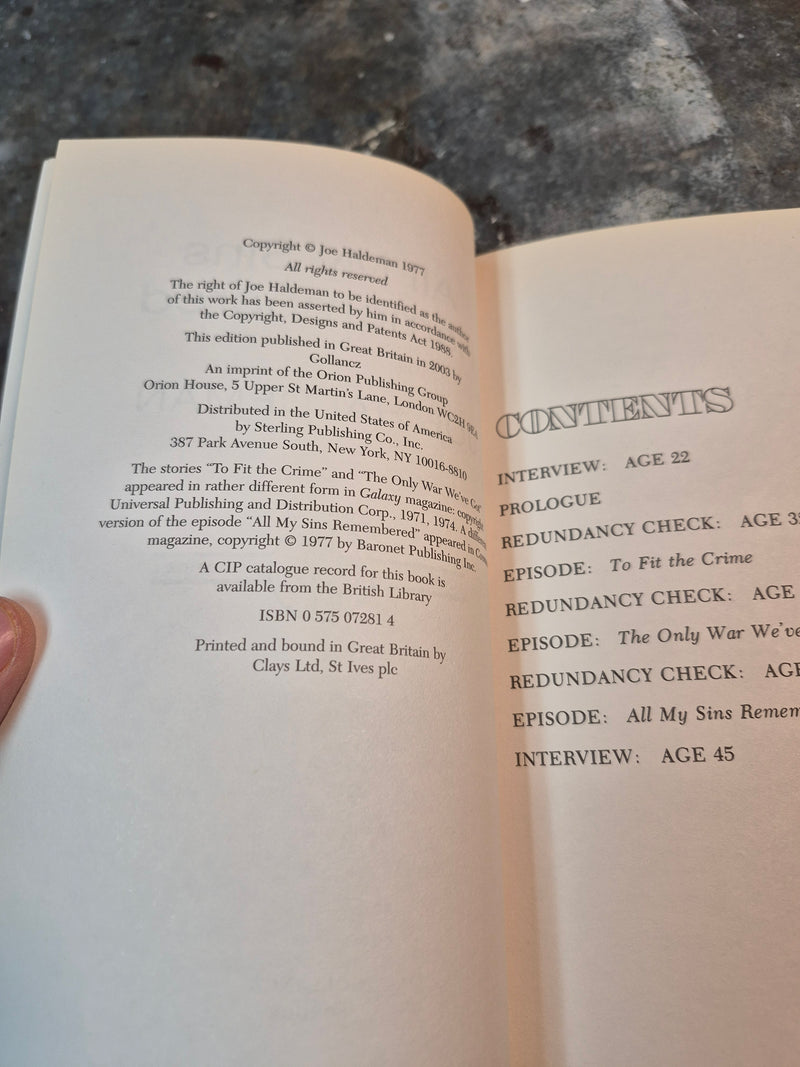 Copyright © Joe Haldeman 1977
All rights reserved
The right of Joe Haldeman to be identified as the author
of this work has been asserted by him in accordance with
the Copyright, Designs and Patents Act 1988.
This edition published in Great Britain in 2003 by
Gollancz
An imprint of the Orion Publishing Group
Orion House, 5 Upper St Martin's Lane, London WC2H 9EA
Distributed in the United States of America
by Sterling Publishing Co., Inc.
387 Park Avenue South, New York, NY 10016-8810
The stories "To Fit the Crime" and "The Only War We've Got"
appeared in rather different form in Galaxy magazine: copyright
Universal Publishing and Distribution Corp., 1971, 1974. A different
version of the episode "All My Sins Remembered" appeared in
magazine, copyright © 1977 by Baronet Publishing Inc.
A CIP catalogue record for this book is
available from the British Library
ISBN 0 575 07281 4
Printed and bound in Great Britain by
Clays Ltd, St Ives plc
CONTENTS
INTERVIEW: AGE 22
PROLOGUE
REDUNDANCY CHECK: AGE
EPISODE: To Fit the Crime
REDUNDANCY CHECK: AGE
EPISODE: The Only War We've
REDUNDANCY CHECK: AGE
EPISODE: All My Sins Remem
INTERVIEW: AGE 45